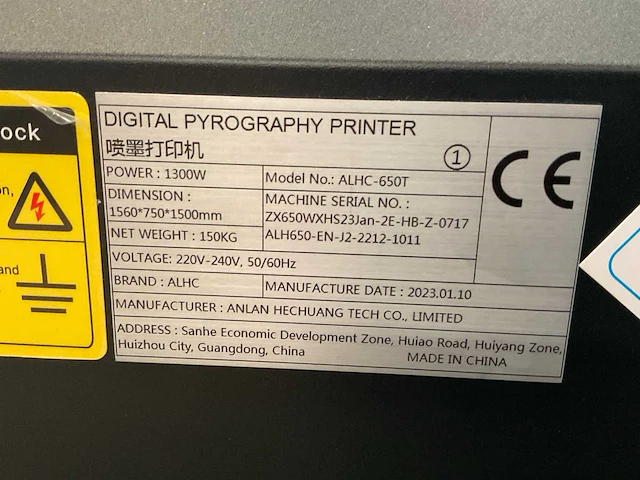 ock
on,
and
DIGITAL PYROGRAPHY PRINTER
喷墨打印机
①
CE
POWER : 1300W
Model No.: ALHC-650T
DIMENSION :
1560*750*1500mm
MACHINE SERIAL NO. :
ZX650WXHS23Jan-2E-HB-Z-0717
NET WEIGHT : 150KG
ALH650-EN-J2-2212-1011
VOLTAGE: 220V-240V, 50/60Hz
BRAND : ALHC
MANUFACTURE DATE : 2023.01.10
MANUFACTURER : ANLAN HECHUANG TECH CO., LIMITED
ADDRESS : Sanhe Economic Development Zone, Huiao Road, Huiyang Zone,
Huizhou City, Guangdong, China
MADE IN CHINA